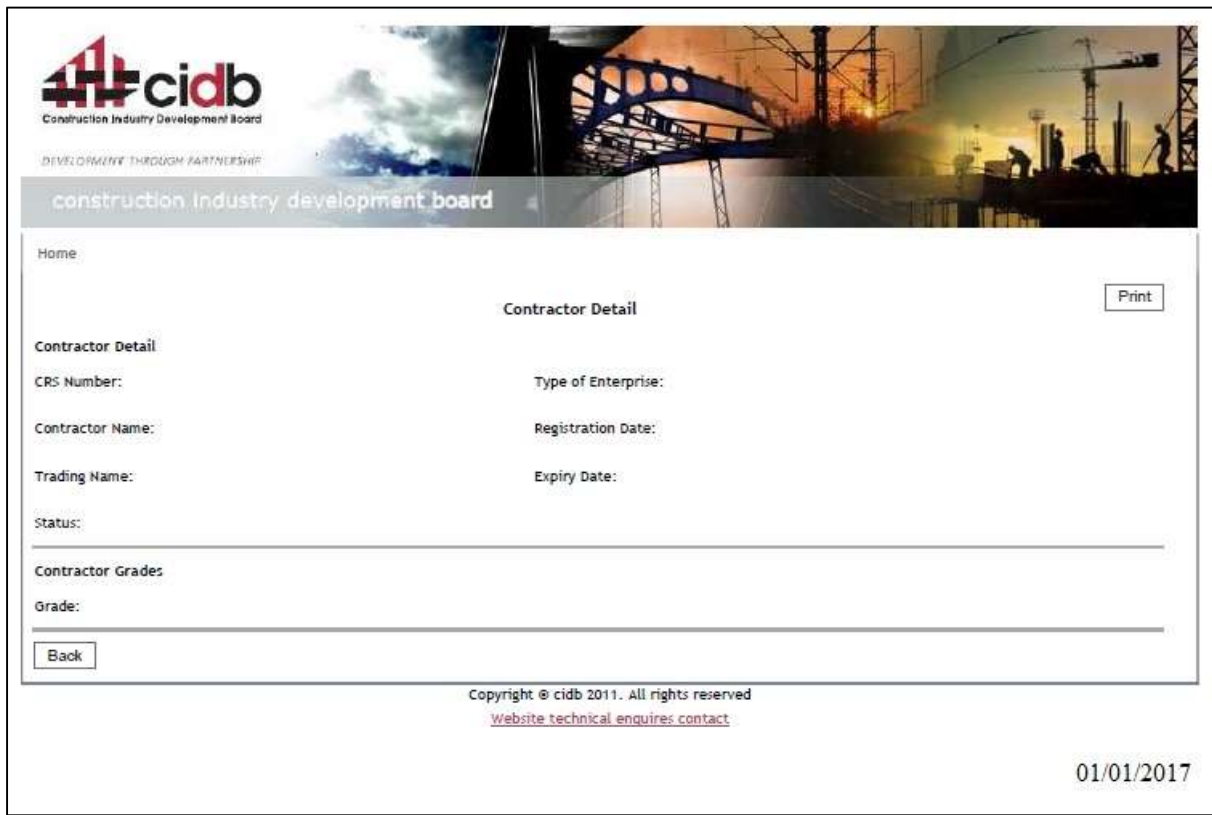 cidb
Construction Industry Development Board
DEVELOPMENT THROUGH PARTNERSHIP
construction industry development board
Home
Print
Contractor Detail
Contractor Detail
CRS Number: Type of Enterprise:
Contractor Name: Registration Date:
Trading Name: Expiry Date:
Status:
Contractor Grades
Grade:
Back
Copyright © cidb 2011. All rights reserved
Website technical enquires contact
01/01/2017